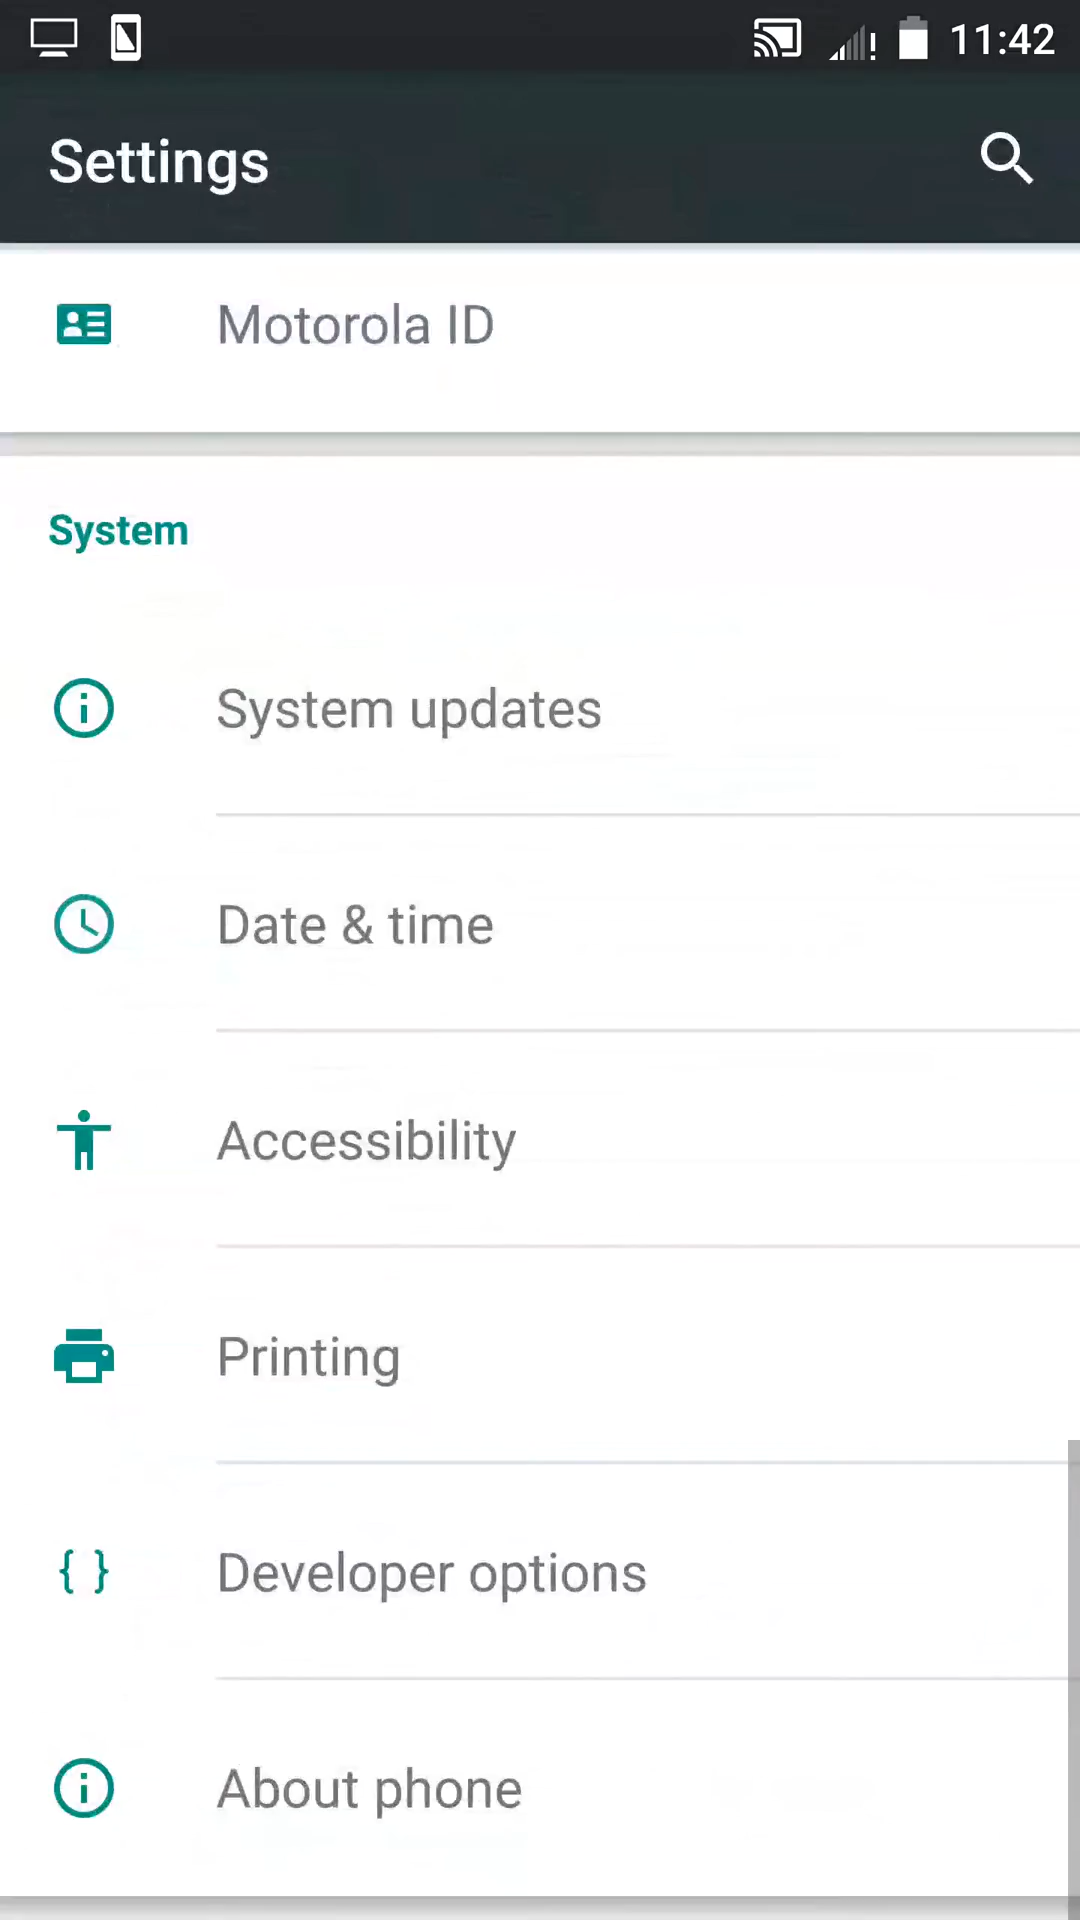 11:42
Settings
Motorola ID
System
System updates
Date & time
Accessibility
Printing
Developer options
About phone